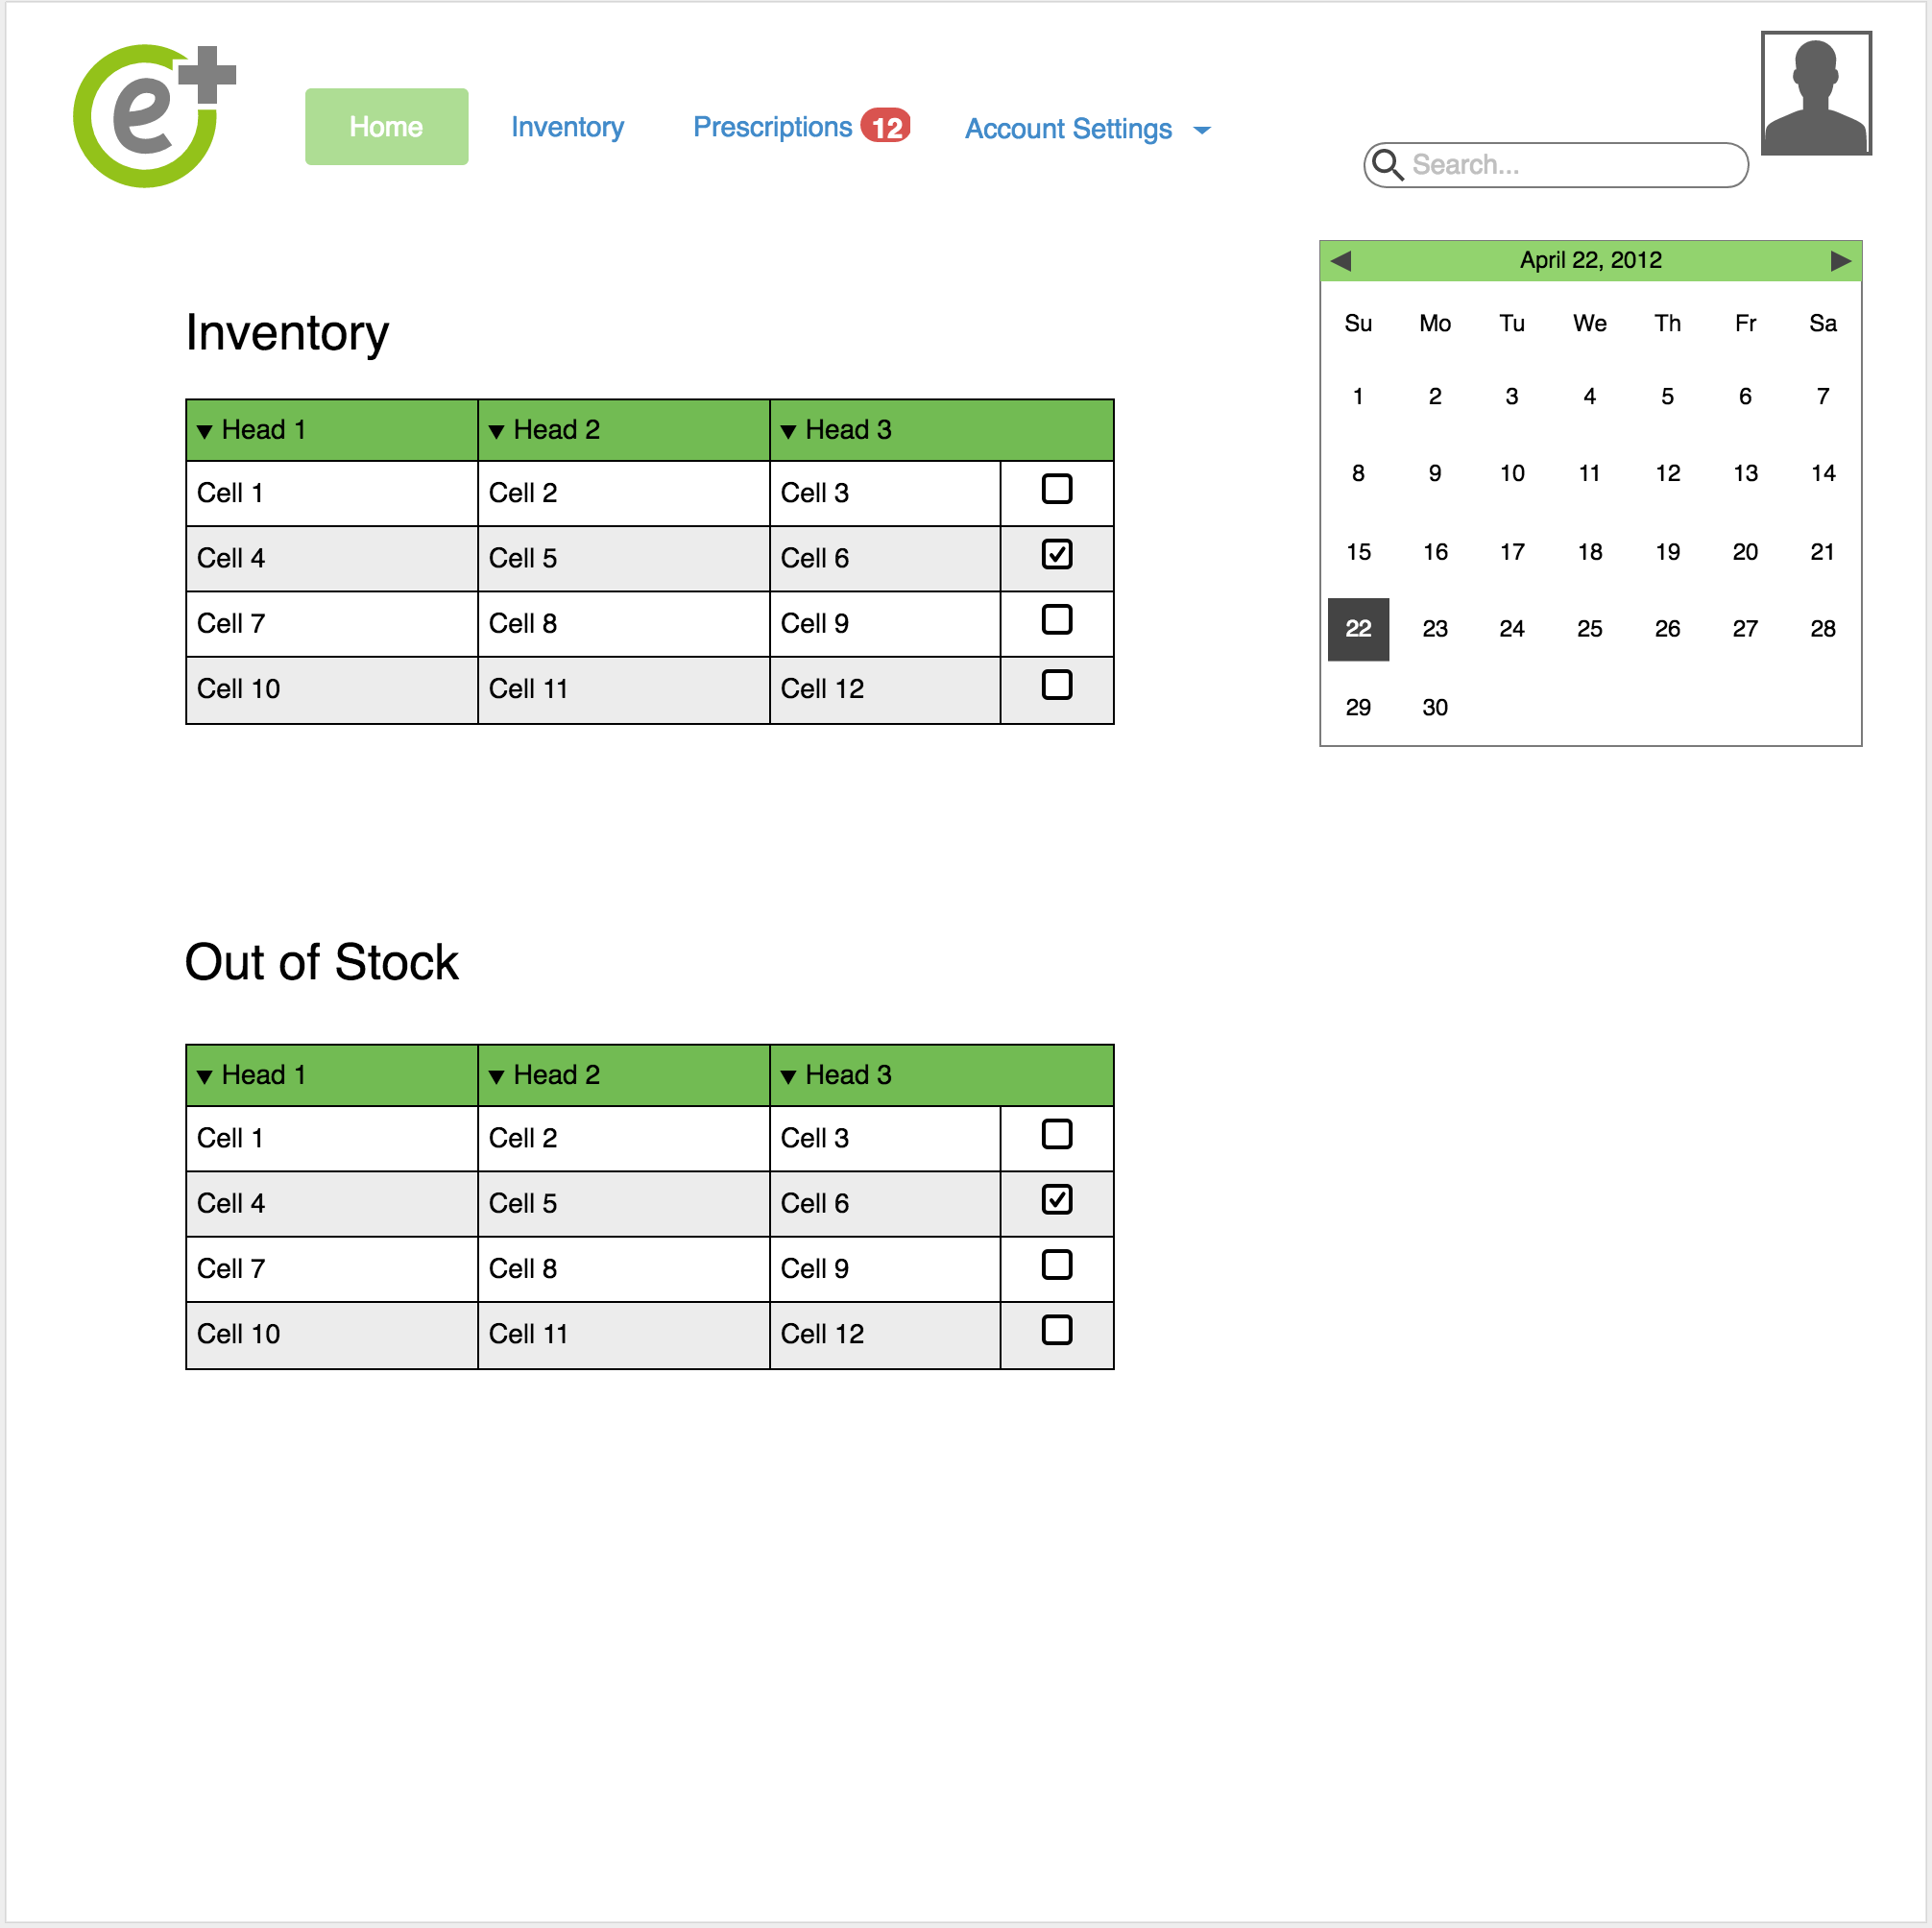 e+
Home Inventory Prescriptions 12 Account Settings
Search...
April 22, 2012
Su Mo Tu We Th Fr Sa
1 2 3 4 5 6 7
8 9 10 11 12 13 14
15 16 17 18 19 20 21
22 23 24 25 26 27 28
29 30
Inventory
Head 1 Head 2 Head 3
Cell 1 Cell 2 Cell 3
Cell 4 Cell 5 Cell 6
Cell 7 Cell 8 Cell 9
Cell 10 Cell 11 Cell 12
Out of Stock
Head 1 Head 2 Head 3
Cell 1 Cell 2 Cell 3
Cell 4 Cell 5 Cell 6
Cell 7 Cell 8 Cell 9
Cell 10 Cell 11 Cell 12